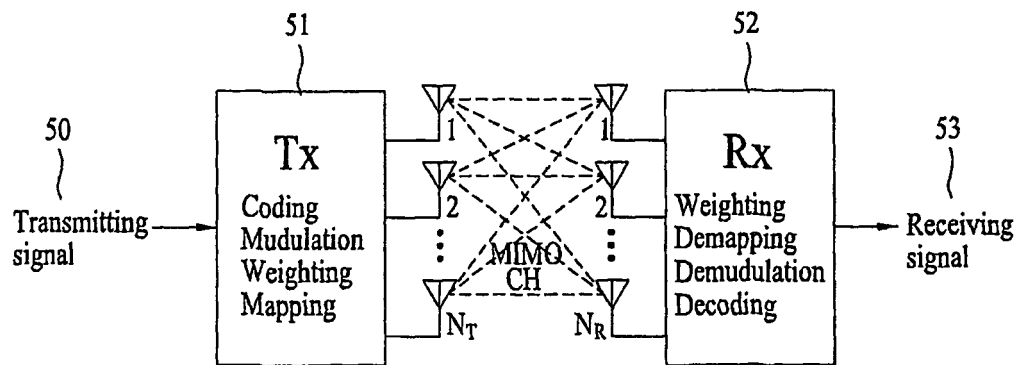 51
52
50
53
Transmitting
signal
Tx
Coding
Mudulation
Weighting
Mapping
1
2
N_T
MIMO
CH
1
2
N_R
Rx
Weighting
Demapping
Demudulation
Decoding
Receiving
signal